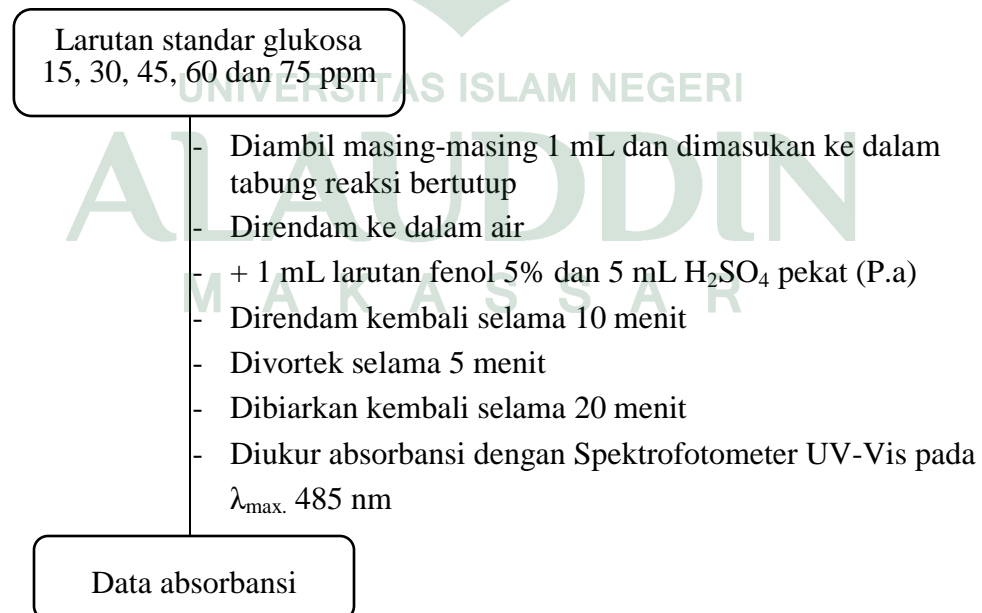 Larutan standar glukosa
15, 30, 45, 60 dan 75 ppm
UNIVERSITAS ISLAM NEGERI
ALAUDDIN
MAKASSAR
- Diambil masing-masing 1 mL dan dimasukan ke dalam
tabung reaksi bertutup
- Direndam ke dalam air
- + 1 mL larutan fenol 5% dan 5 mL H₂SO₄ pekat (P.a)
- Direndam kembali selama 10 menit
- Divortek selama 5 menit
- Dibiarkan kembali selama 20 menit
- Diukur absorbansi dengan Spektrofotometer UV-Vis pada
λmax. 485 nm
Data absorbansi